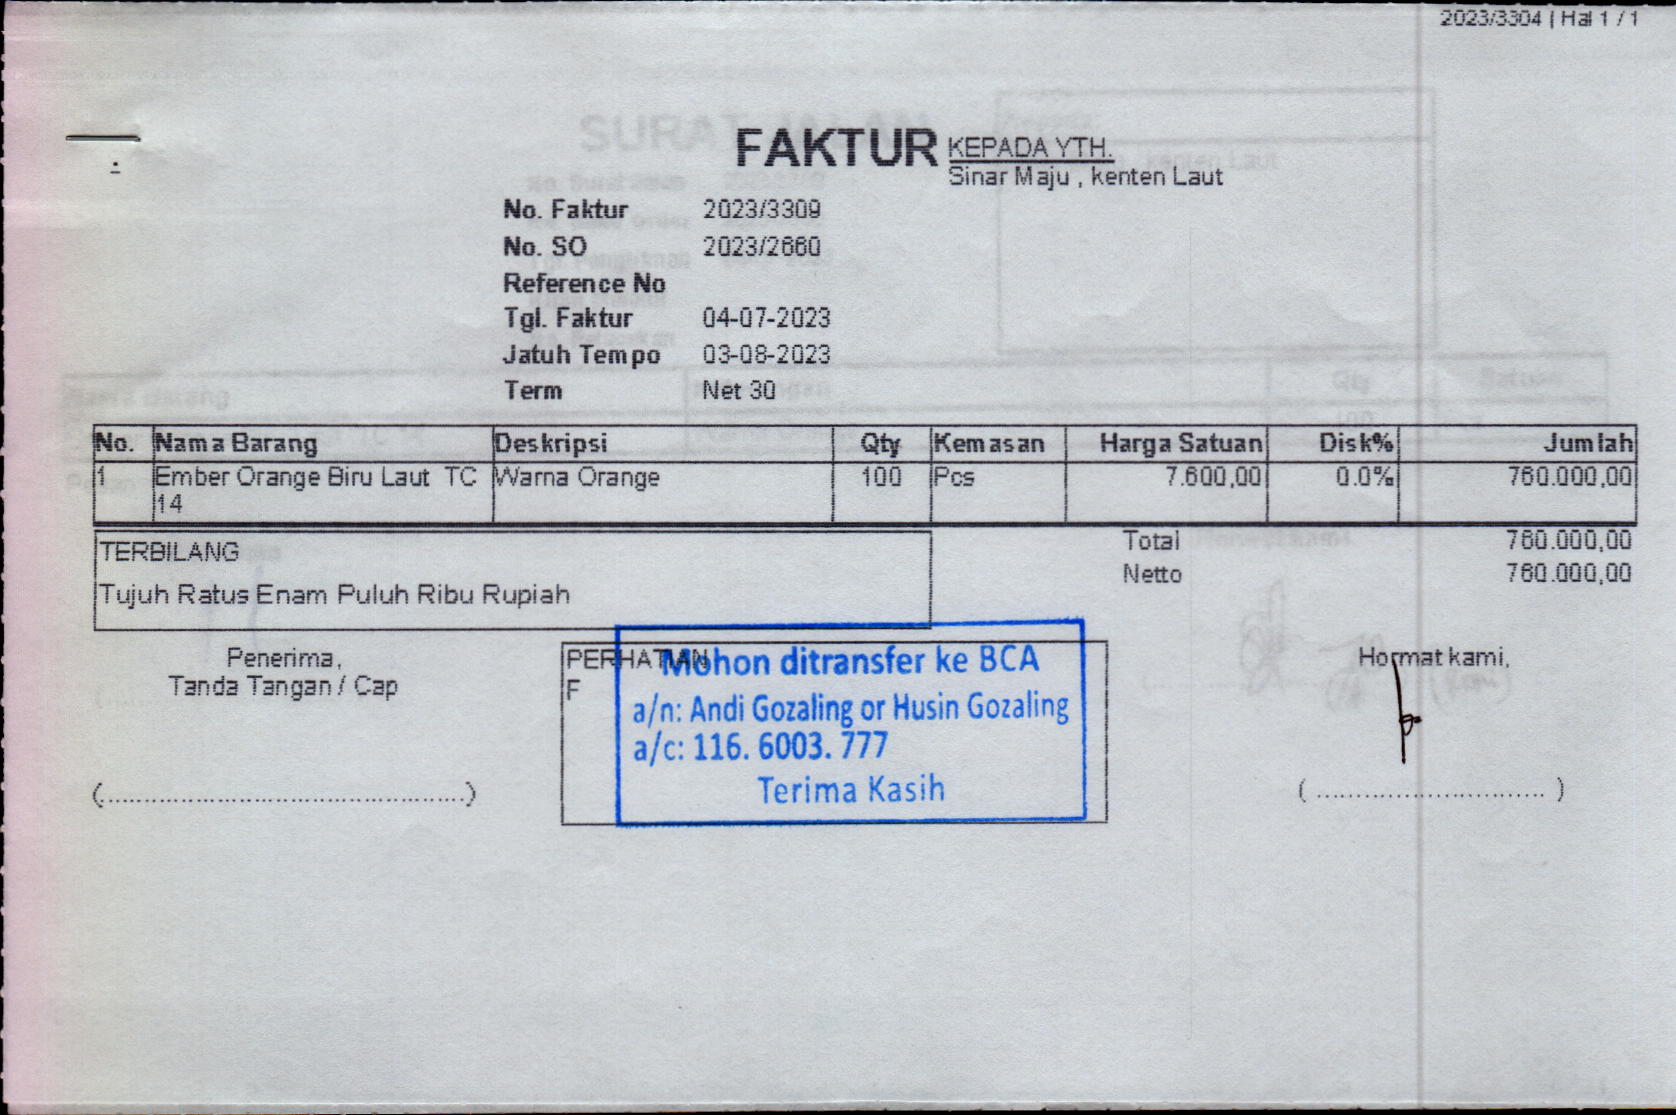 2023/3304 | Hal 1 / 1
FAKTUR
KEPADA YTH.
Sinar Maju , kenten Laut
No. Faktur 2023/3309
No. SO 2023/2660
Reference No
Tgl. Faktur 04-07-2023
Jatuh Tempo 03-08-2023
Term Net 30
No. Nama Barang Deskripsi Qty Kemasan Harga Satuan Disk% Jumlah
1 Ember Orange Biru Laut TC Warna Orange 100 Pcs 7.600,00 0.0% 760.000,00
14
Total 760.000,00
Netto 760.000,00
TERBILANG
Tujuh Ratus Enam Puluh Ribu Rupiah
Penerima,
Tanda Tangan / Cap
(................................................)
PERHATIAN
F
Mohon ditransfer ke BCA
a/n: Andi Gozaling or Husin Gozaling
a/c: 116. 6003. 777
Terima Kasih
Hormat kami,
( .............................. )